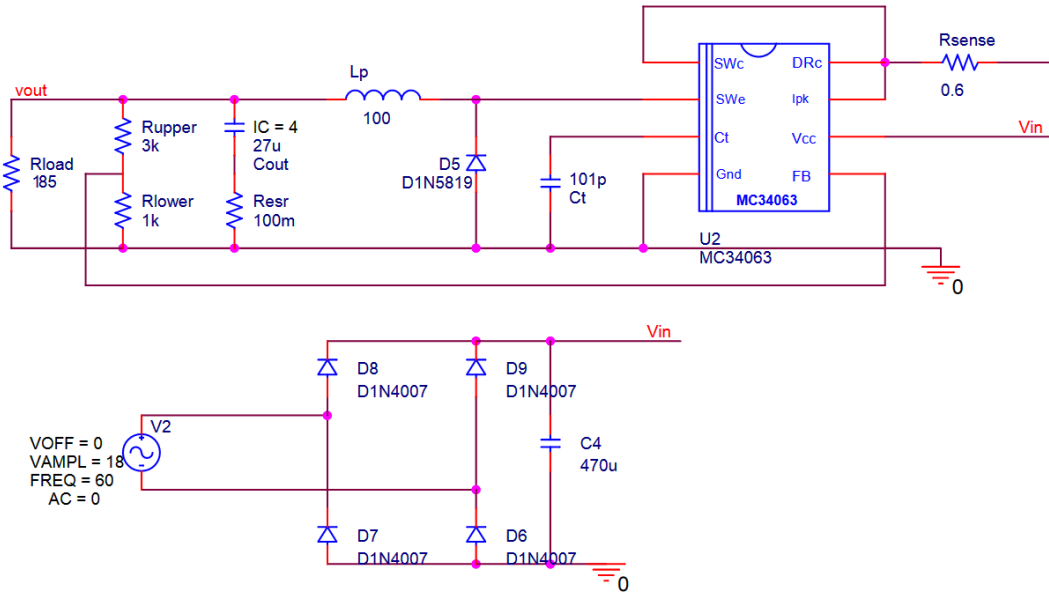 vout
Rload
185
Rupper
3k
Rlower
1k
IC = 4
27u
Cout
Resr
100m
Lp
100
D5
D1N5819
101p
Ct
SWc
SWe
Ct
Gnd
DRc
Ipk
Vcc
FB
MC34063
U2
MC34063
Rsense
0.6
Vin
0
Vin
D8
D1N4007
D9
D1N4007
V2
VOFF = 0
VAMPL = 18
FREQ = 60
AC = 0
C4
470u
D7
D1N4007
D6
D1N4007
0